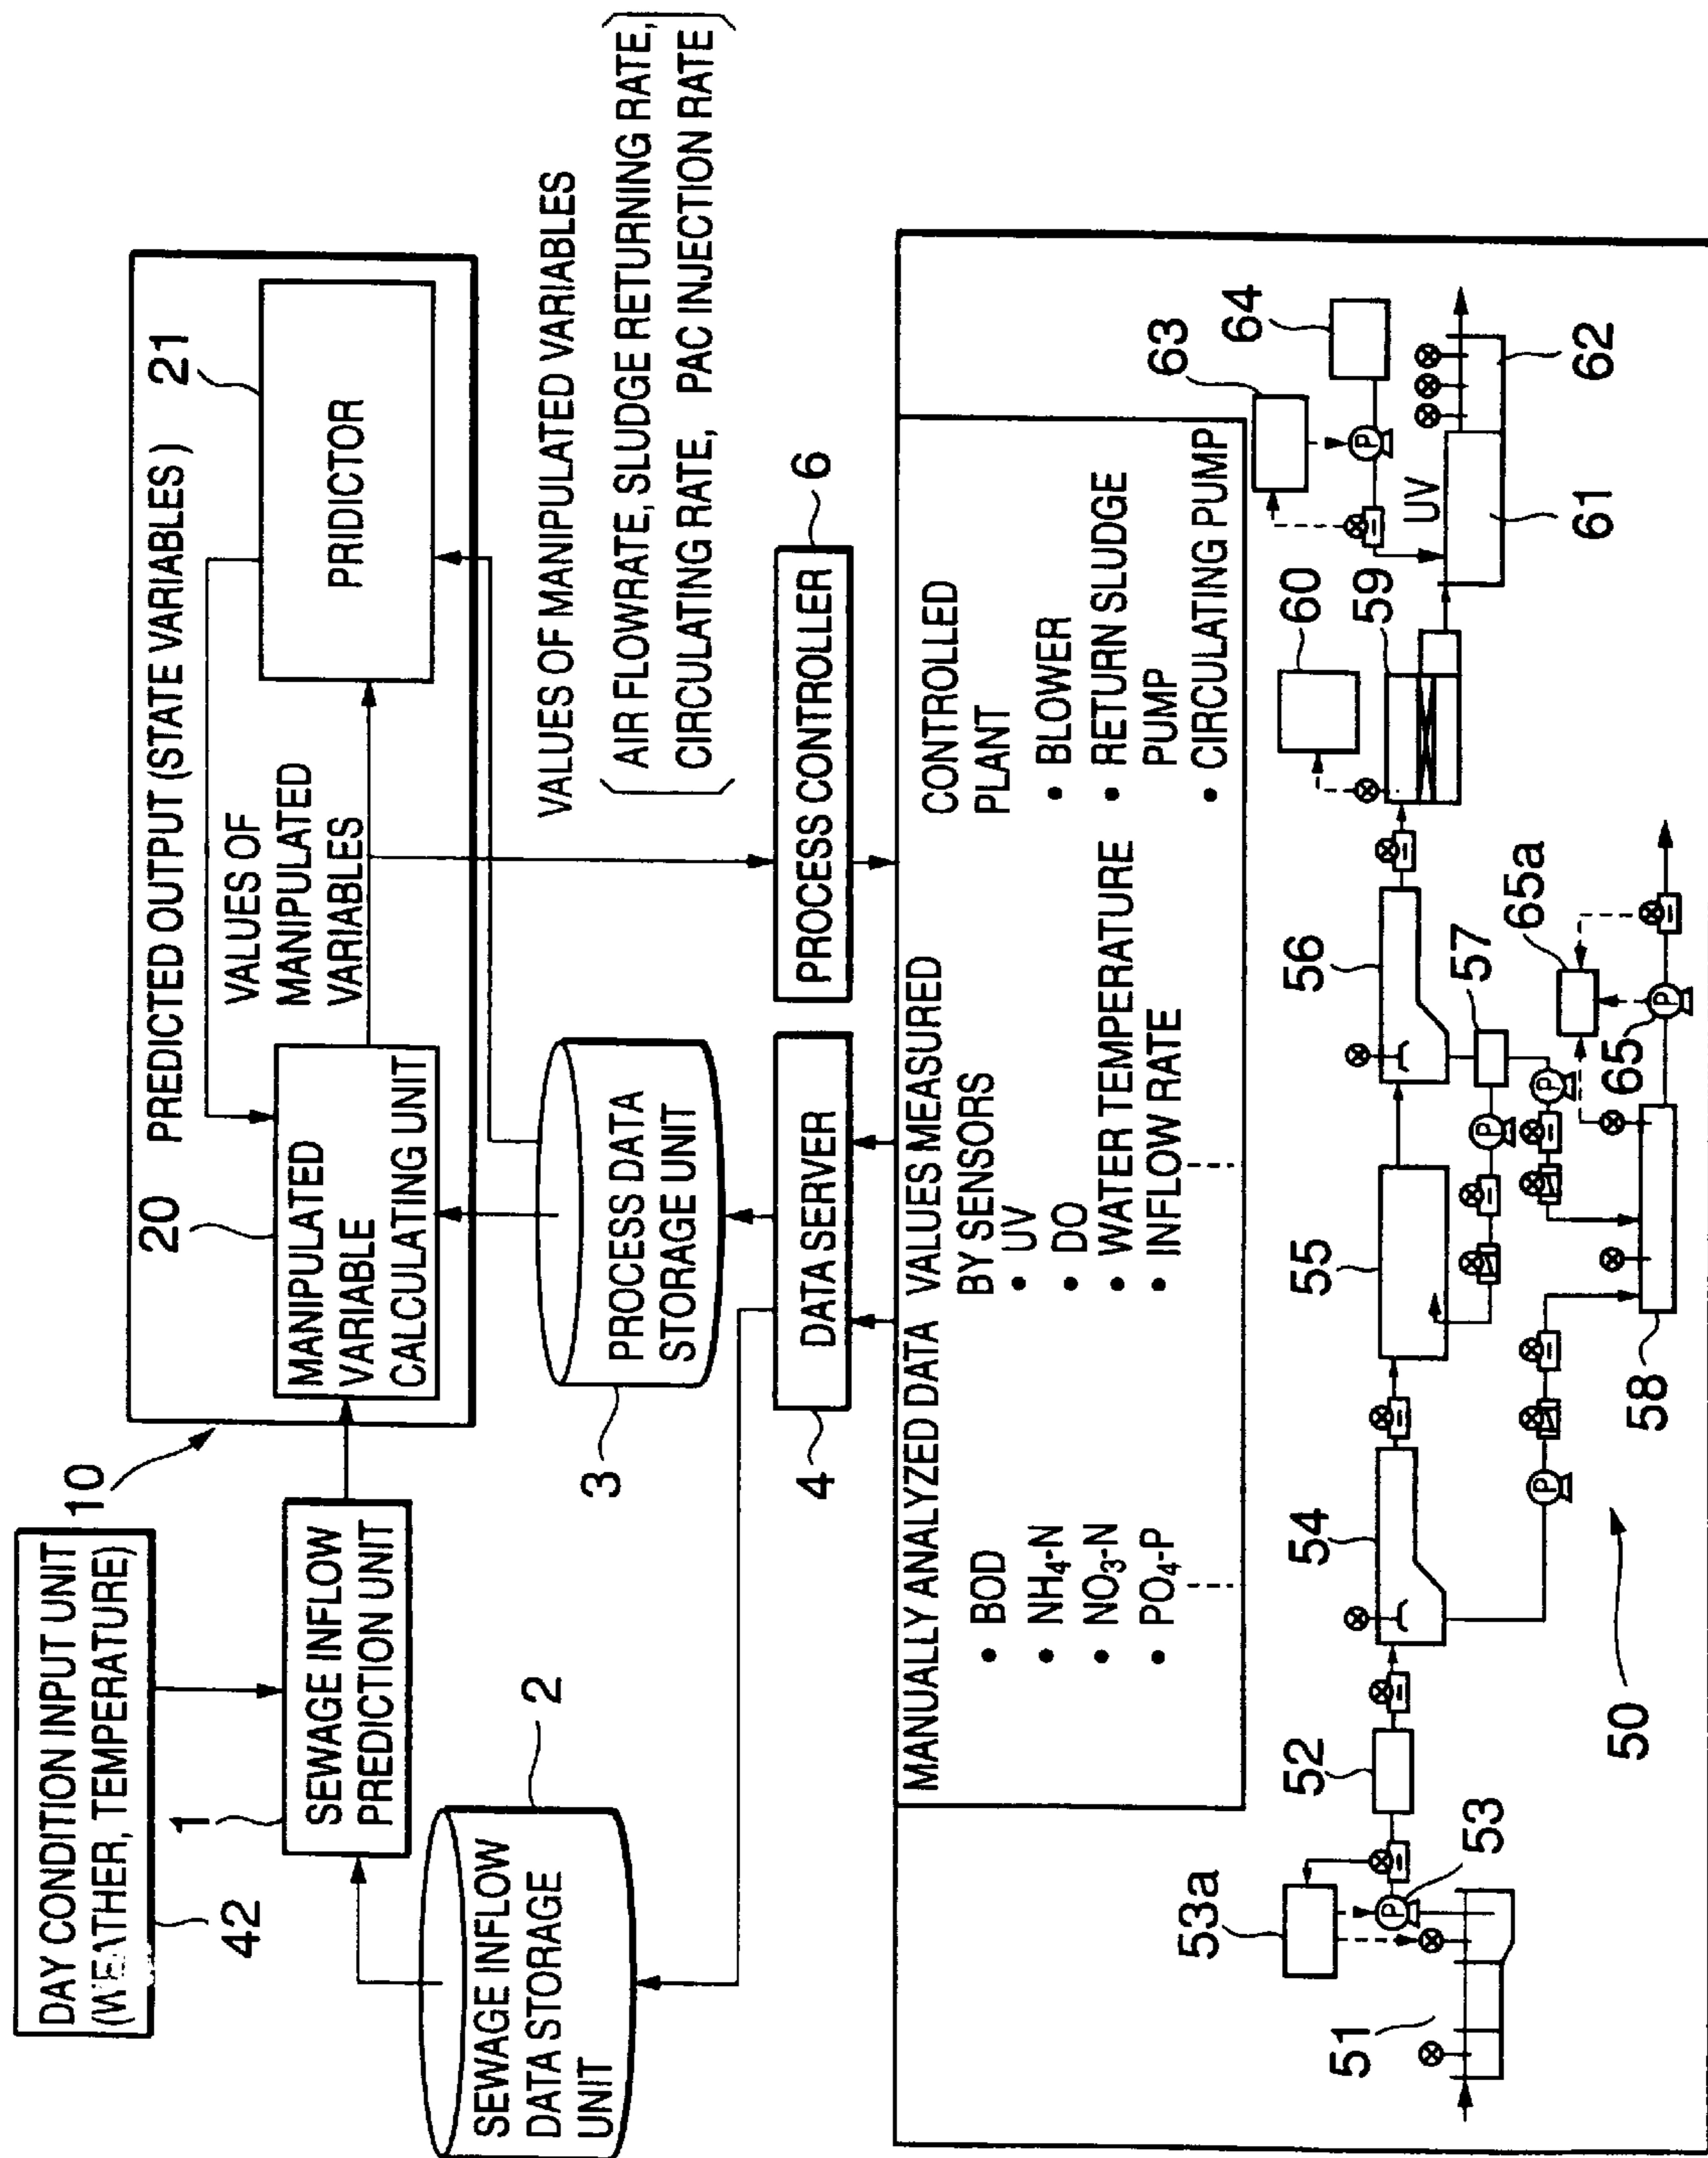 DAY CONDITION INPUT UNIT
(WEATHER, TEMPERATURE)
42
10
1
SEWAGE INFLOW
PREDICTION UNIT
2
SEWAGE INFLOW
DATA STORAGE
UNIT
20
PREDICTED OUTPUT (STATE VARIABLES)
21
MANIPULATED
VARIABLE
CALCULATING UNIT
VALUES OF
MANIPULATED
VARIABLES
PRIDICTOR
3
PROCESS DATA
STORAGE UNIT
VALUES OF MANIPULATED VARIABLES
(AIR FLOWRATE, SLUDGE RETURNING RATE,
CIRCULATING RATE, PAC INJECTION RATE)
4
DATA SERVER
PROCESS CONTROLLER
6
MANUALLY ANALYZED DATA
• BOD
• NH4-N
• NO3-N
• PO4-P
VALUES MEASURED
BY SENSORS
• UV
• DO
• WATER TEMPERATURE
• INFLOW RATE
CONTROLLED
PLANT
• BLOWER
• RETURN SLUDGE
PUMP
• CIRCULATING PUMP
51
53a
P
53
52
54
P
55
56
57
P
P
58
65
65a
P
59
60
63
64
P
UV
61
62
50